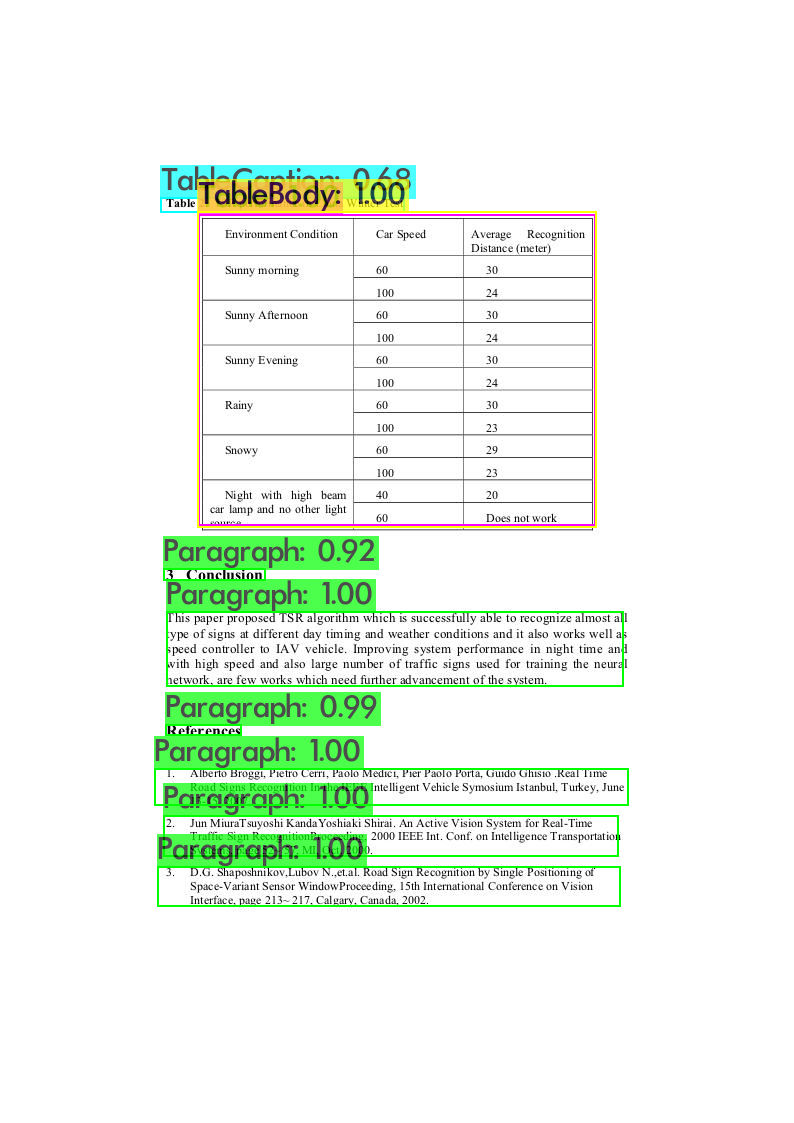 TableCaption: 0.68
TableBody: 1.00
Table
Environment Condition Car Speed Average Recognition
Distance (meter)
Sunny morning 60 30
100 24
Sunny Afternoon 60 30
100 24
Sunny Evening 60 30
100 24
Rainy 60 30
100 23
Snowy 60 29
100 23
Night with high beam 40 20
car lamp and no other light
source 60 Does not work
Paragraph: 0.92
3 Conclusion
Paragraph: 1.00
This paper proposed TSR algorithm which is successfully able to recognize almost all
type of signs at different day timing and weather conditions and it also works well as
speed controller to IAV vehicle. Improving system performance in night time and
with high speed and also large number of traffic signs used for training the neural
network, are few works which need further advancement of the system.
Paragraph: 0.99
References
Paragraph: 1.00
1. Alberto Broggi, Pietro Cerri, Paolo Medici, Pier Paolo Porta, Guido Ghisio .Real Time
Road Signs Recognition In the IEEE Intelligent Vehicle Symosium Istanbul, Turkey, June
Paragraph: 1.00
2. Jun MiuraTsuyoshi KandaYoshiaki Shirai. An Active Vision System for Real-Time
Traffic Sign RecognitionProceeding, 2000 IEEE Int. Conf. on Intelligence Transportation
Paragraph: 1.00
3. D.G. Shaposhnikov,Lubov N.,et.al. Road Sign Recognition by Single Positioning of
Space-Variant Sensor WindowProceeding, 15th International Conference on Vision
Interface, page 213~ 217, Calgary, Canada, 2002.